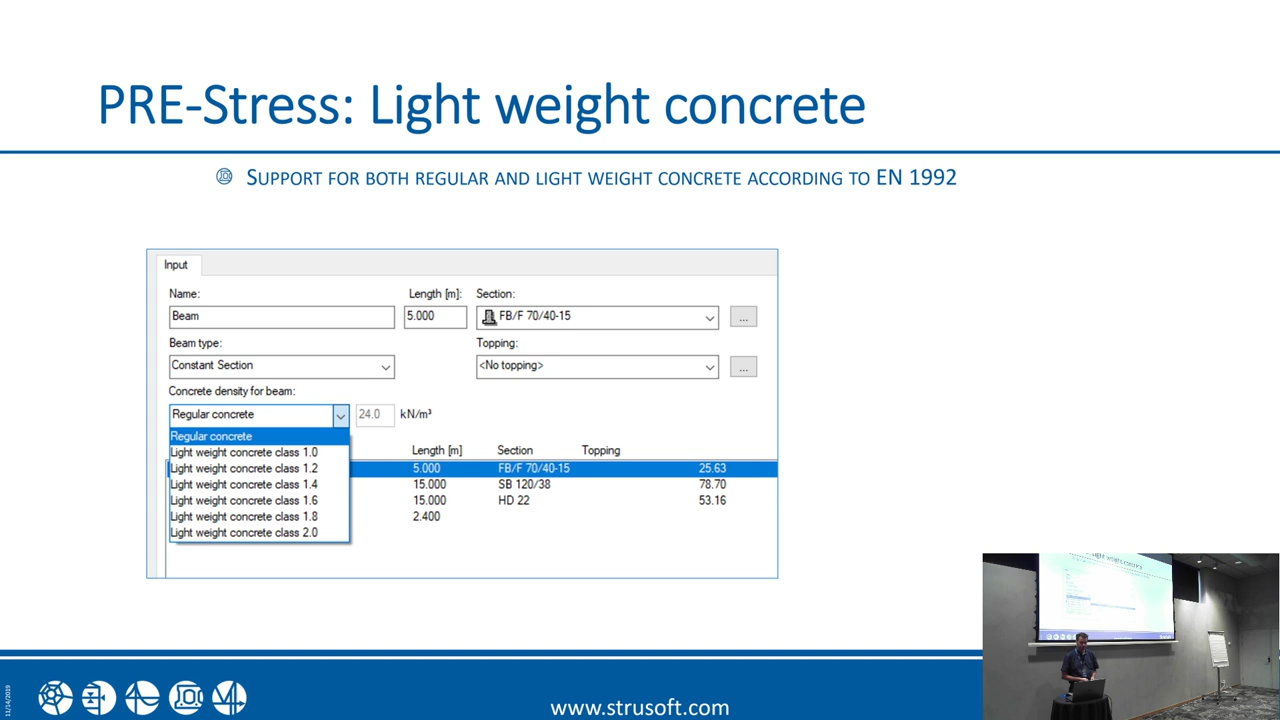 PRE-Stress: Light weight concrete
SUPPORT FOR BOTH REGULAR AND LIGHT WEIGHT CONCRETE ACCORDING TO EN 1992
Input
Name: Length [m]: Section:
Beam 5.000 FB/F 70/40-15 ...
Beam type: Topping:
Constant Section <No topping> ...
Concrete density for beam:
Regular concrete 24.0 kN/m³
Regular concrete
Light weight concrete class 1.0 Length [m] Section Topping
Light weight concrete class 1.2 5.000 FB/F 70/40-15 25.63
Light weight concrete class 1.4 15.000 SB 120/38 78.70
Light weight concrete class 1.6 15.000 HD 22 53.16
Light weight concrete class 1.8 2.400
Light weight concrete class 2.0
11/14/2019
www.strusoft.com